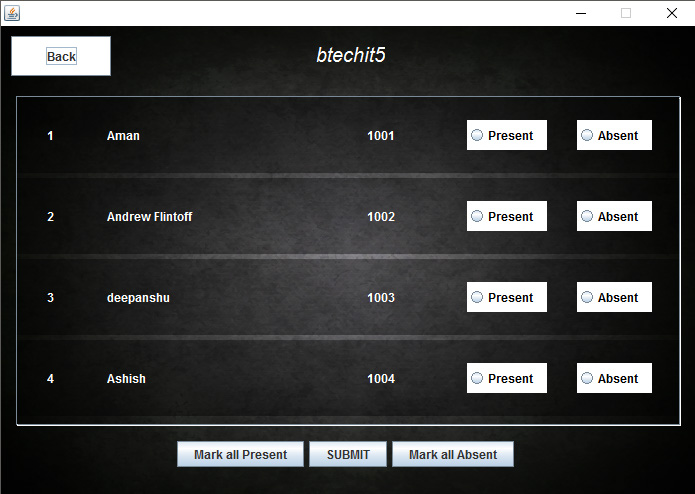 Back
btechit5
1 Aman 1001 Present Absent
2 Andrew Flintoff 1002 Present Absent
3 deepanshu 1003 Present Absent
4 Ashish 1004 Present Absent
Mark all Present SUBMIT Mark all Absent